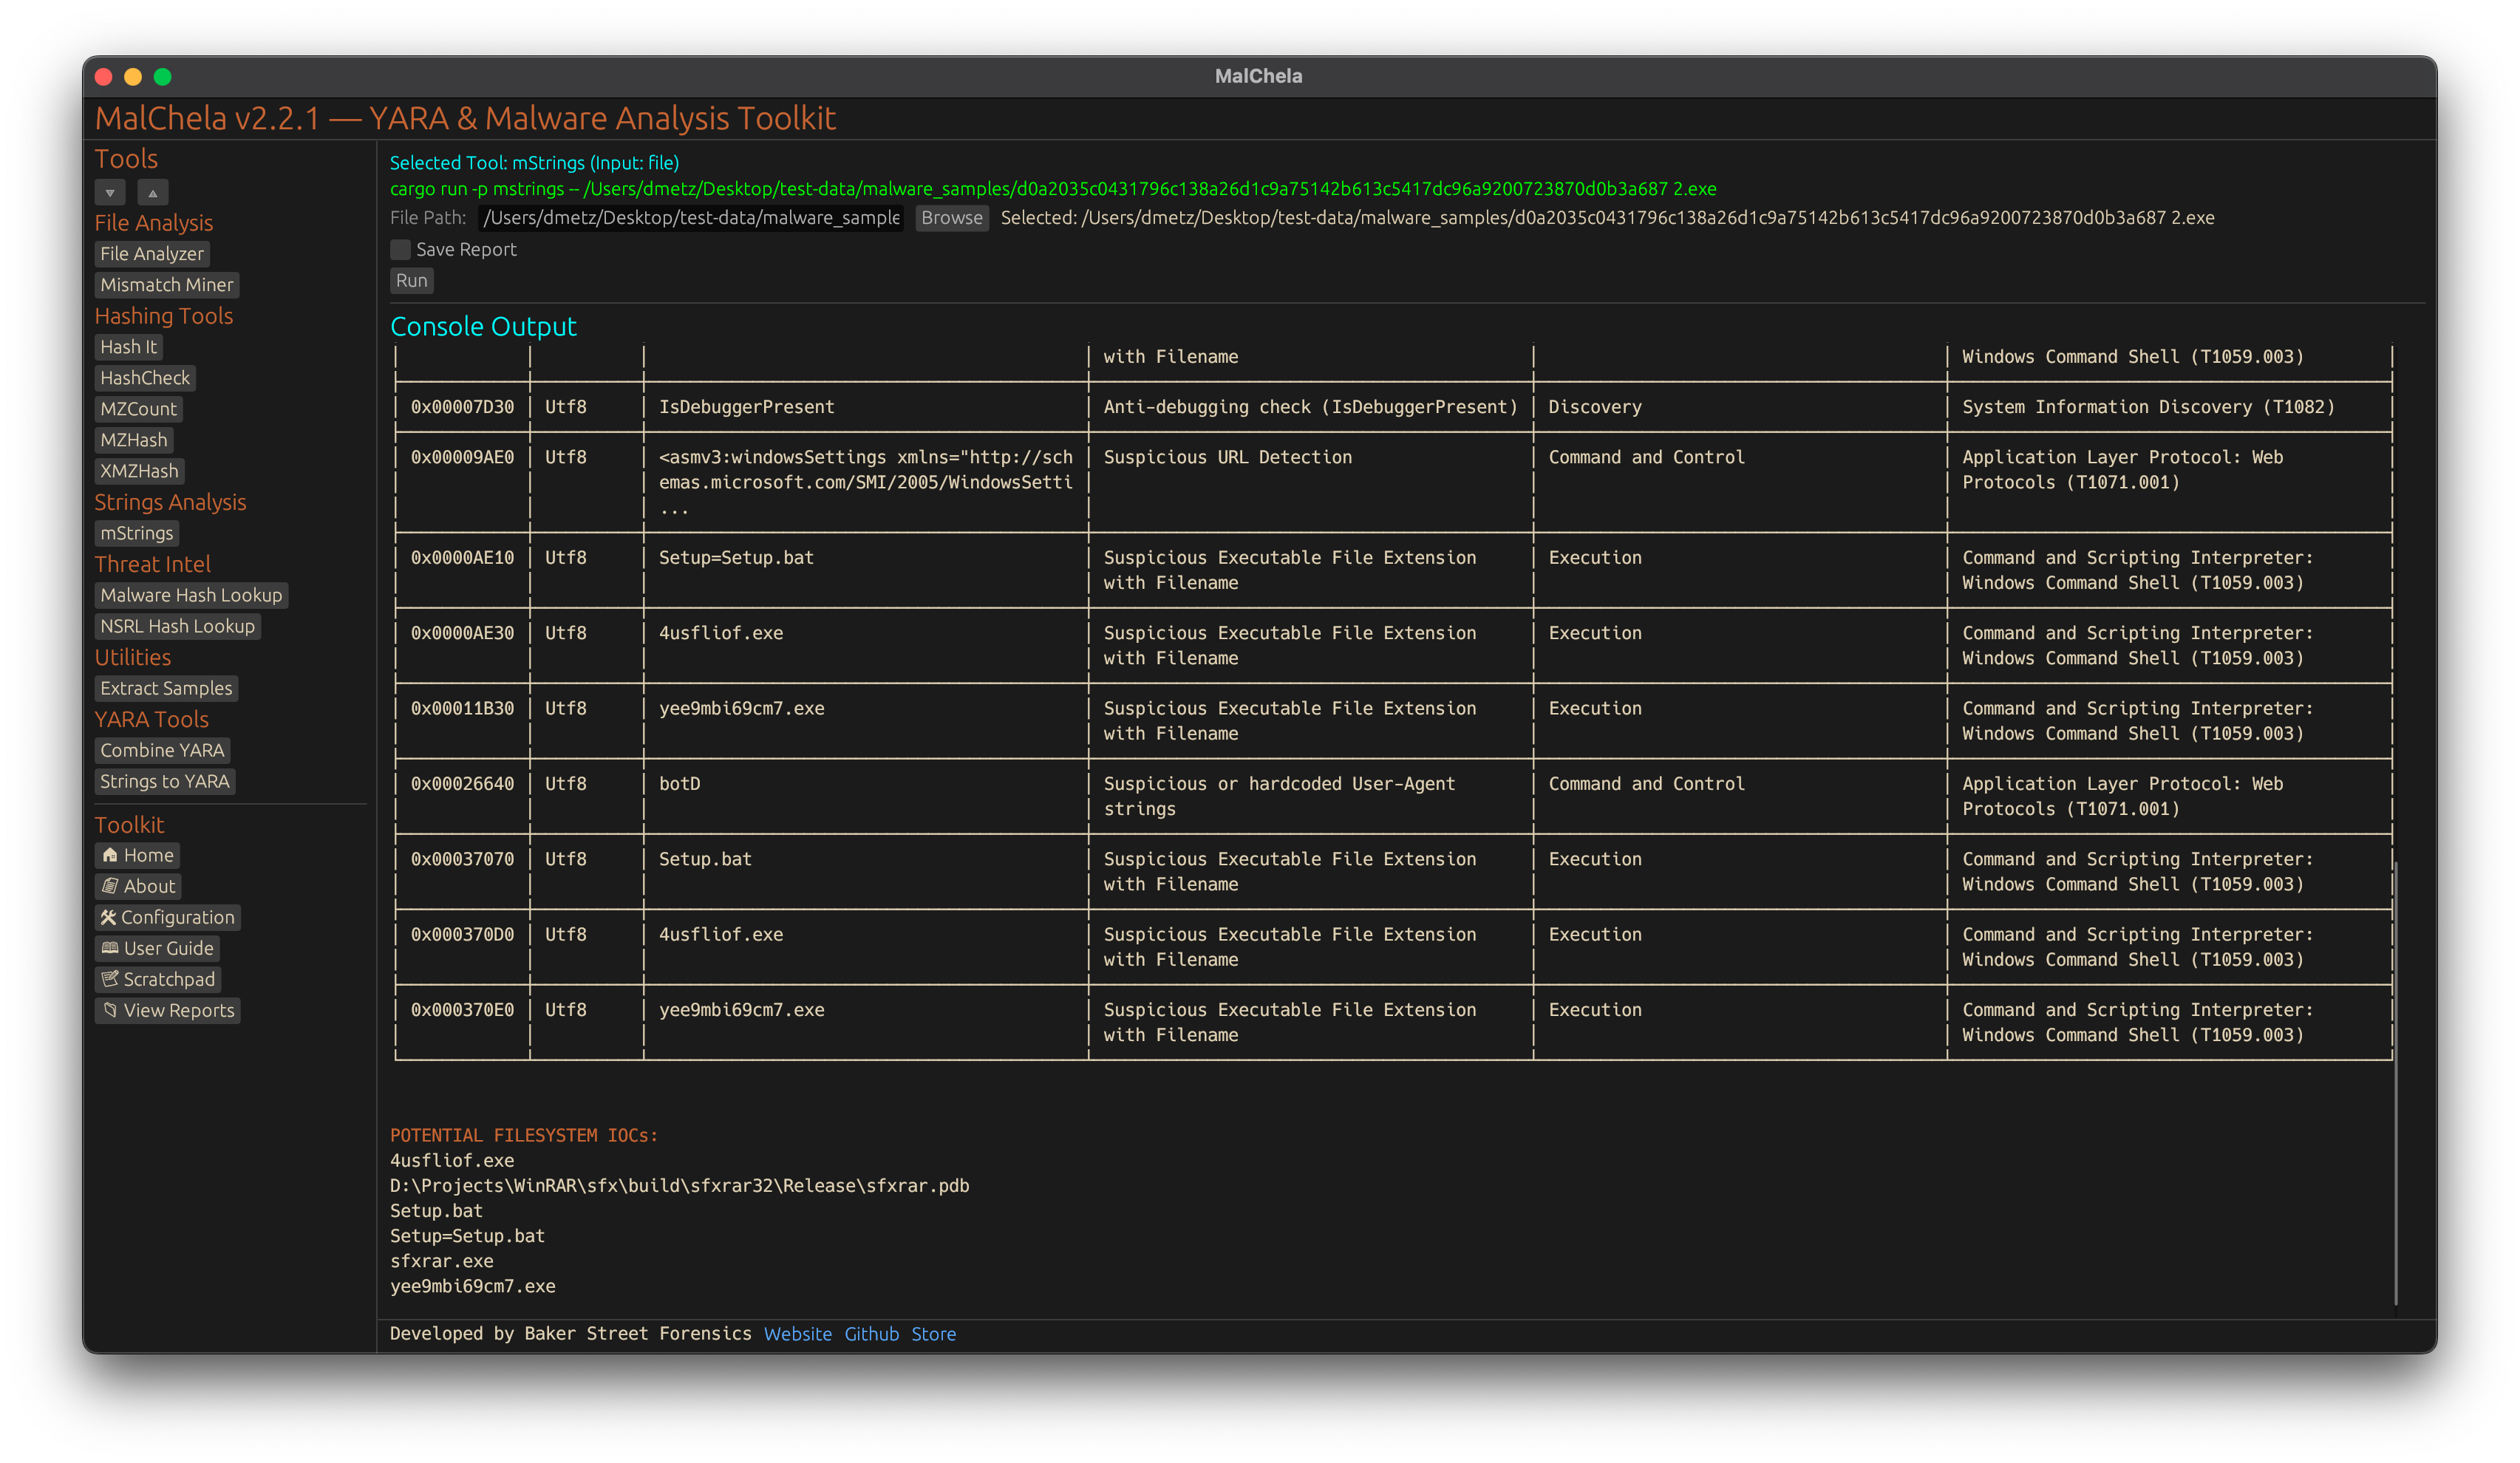 MalChela
MalChela v2.2.1 — YARA & Malware Analysis Toolkit
Tools
File Analysis
File Analyzer
Mismatch Miner
Hashing Tools
Hash It
HashCheck
MZCount
MZHash
XMZHash
Strings Analysis
mStrings
Threat Intel
Malware Hash Lookup
NSRL Hash Lookup
Utilities
Extract Samples
YARA Tools
Combine YARA
Strings to YARA
Toolkit
Home
About
Configuration
User Guide
Scratchpad
View Reports
Selected Tool: mStrings (Input: file)
cargo run -p mstrings -- /Users/dmetz/Desktop/test-data/malware_samples/d0a2035c0431796c138a26d1c9a75142b613c5417dc96a9200723870d0b3a687 2.exe
File Path: /Users/dmetz/Desktop/test-data/malware_sample Browse Selected: /Users/dmetz/Desktop/test-data/malware_samples/d0a2035c0431796c138a26d1c9a75142b613c5417dc96a9200723870d0b3a687 2.exe
Save Report
Run
Console Output
with Filename Windows Command Shell (T1059.003)
0x00007D30 Utf8 IsDebuggerPresent Anti-debugging check (IsDebuggerPresent) Discovery System Information Discovery (T1082)
0x00009AE0 Utf8 <asmv3:windowsSettings xmlns="http://sch Suspicious URL Detection Command and Control Application Layer Protocol: Web
emas.microsoft.com/SMI/2005/WindowsSetti Protocols (T1071.001)
...
0x0000AE10 Utf8 Setup=Setup.bat Suspicious Executable File Extension Execution Command and Scripting Interpreter:
with Filename Windows Command Shell (T1059.003)
0x0000AE30 Utf8 4usfliof.exe Suspicious Executable File Extension Execution Command and Scripting Interpreter:
with Filename Windows Command Shell (T1059.003)
0x00011B30 Utf8 yee9mbi69cm7.exe Suspicious Executable File Extension Execution Command and Scripting Interpreter:
with Filename Windows Command Shell (T1059.003)
0x00026640 Utf8 botD Suspicious or hardcoded User-Agent Command and Control Application Layer Protocol: Web
strings Protocols (T1071.001)
0x00037070 Utf8 Setup.bat Suspicious Executable File Extension Execution Command and Scripting Interpreter:
with Filename Windows Command Shell (T1059.003)
0x000370D0 Utf8 4usfliof.exe Suspicious Executable File Extension Execution Command and Scripting Interpreter:
with Filename Windows Command Shell (T1059.003)
0x000370E0 Utf8 yee9mbi69cm7.exe Suspicious Executable File Extension Execution Command and Scripting Interpreter:
with Filename Windows Command Shell (T1059.003)
POTENTIAL FILESYSTEM IOCs:
4usfliof.exe
D:\Projects\WinRAR\sfx\build\sfxrar32\Release\sfxrar.pdb
Setup.bat
Setup=Setup.bat
sfxrar.exe
yee9mbi69cm7.exe
Developed by Baker Street Forensics Website Github Store